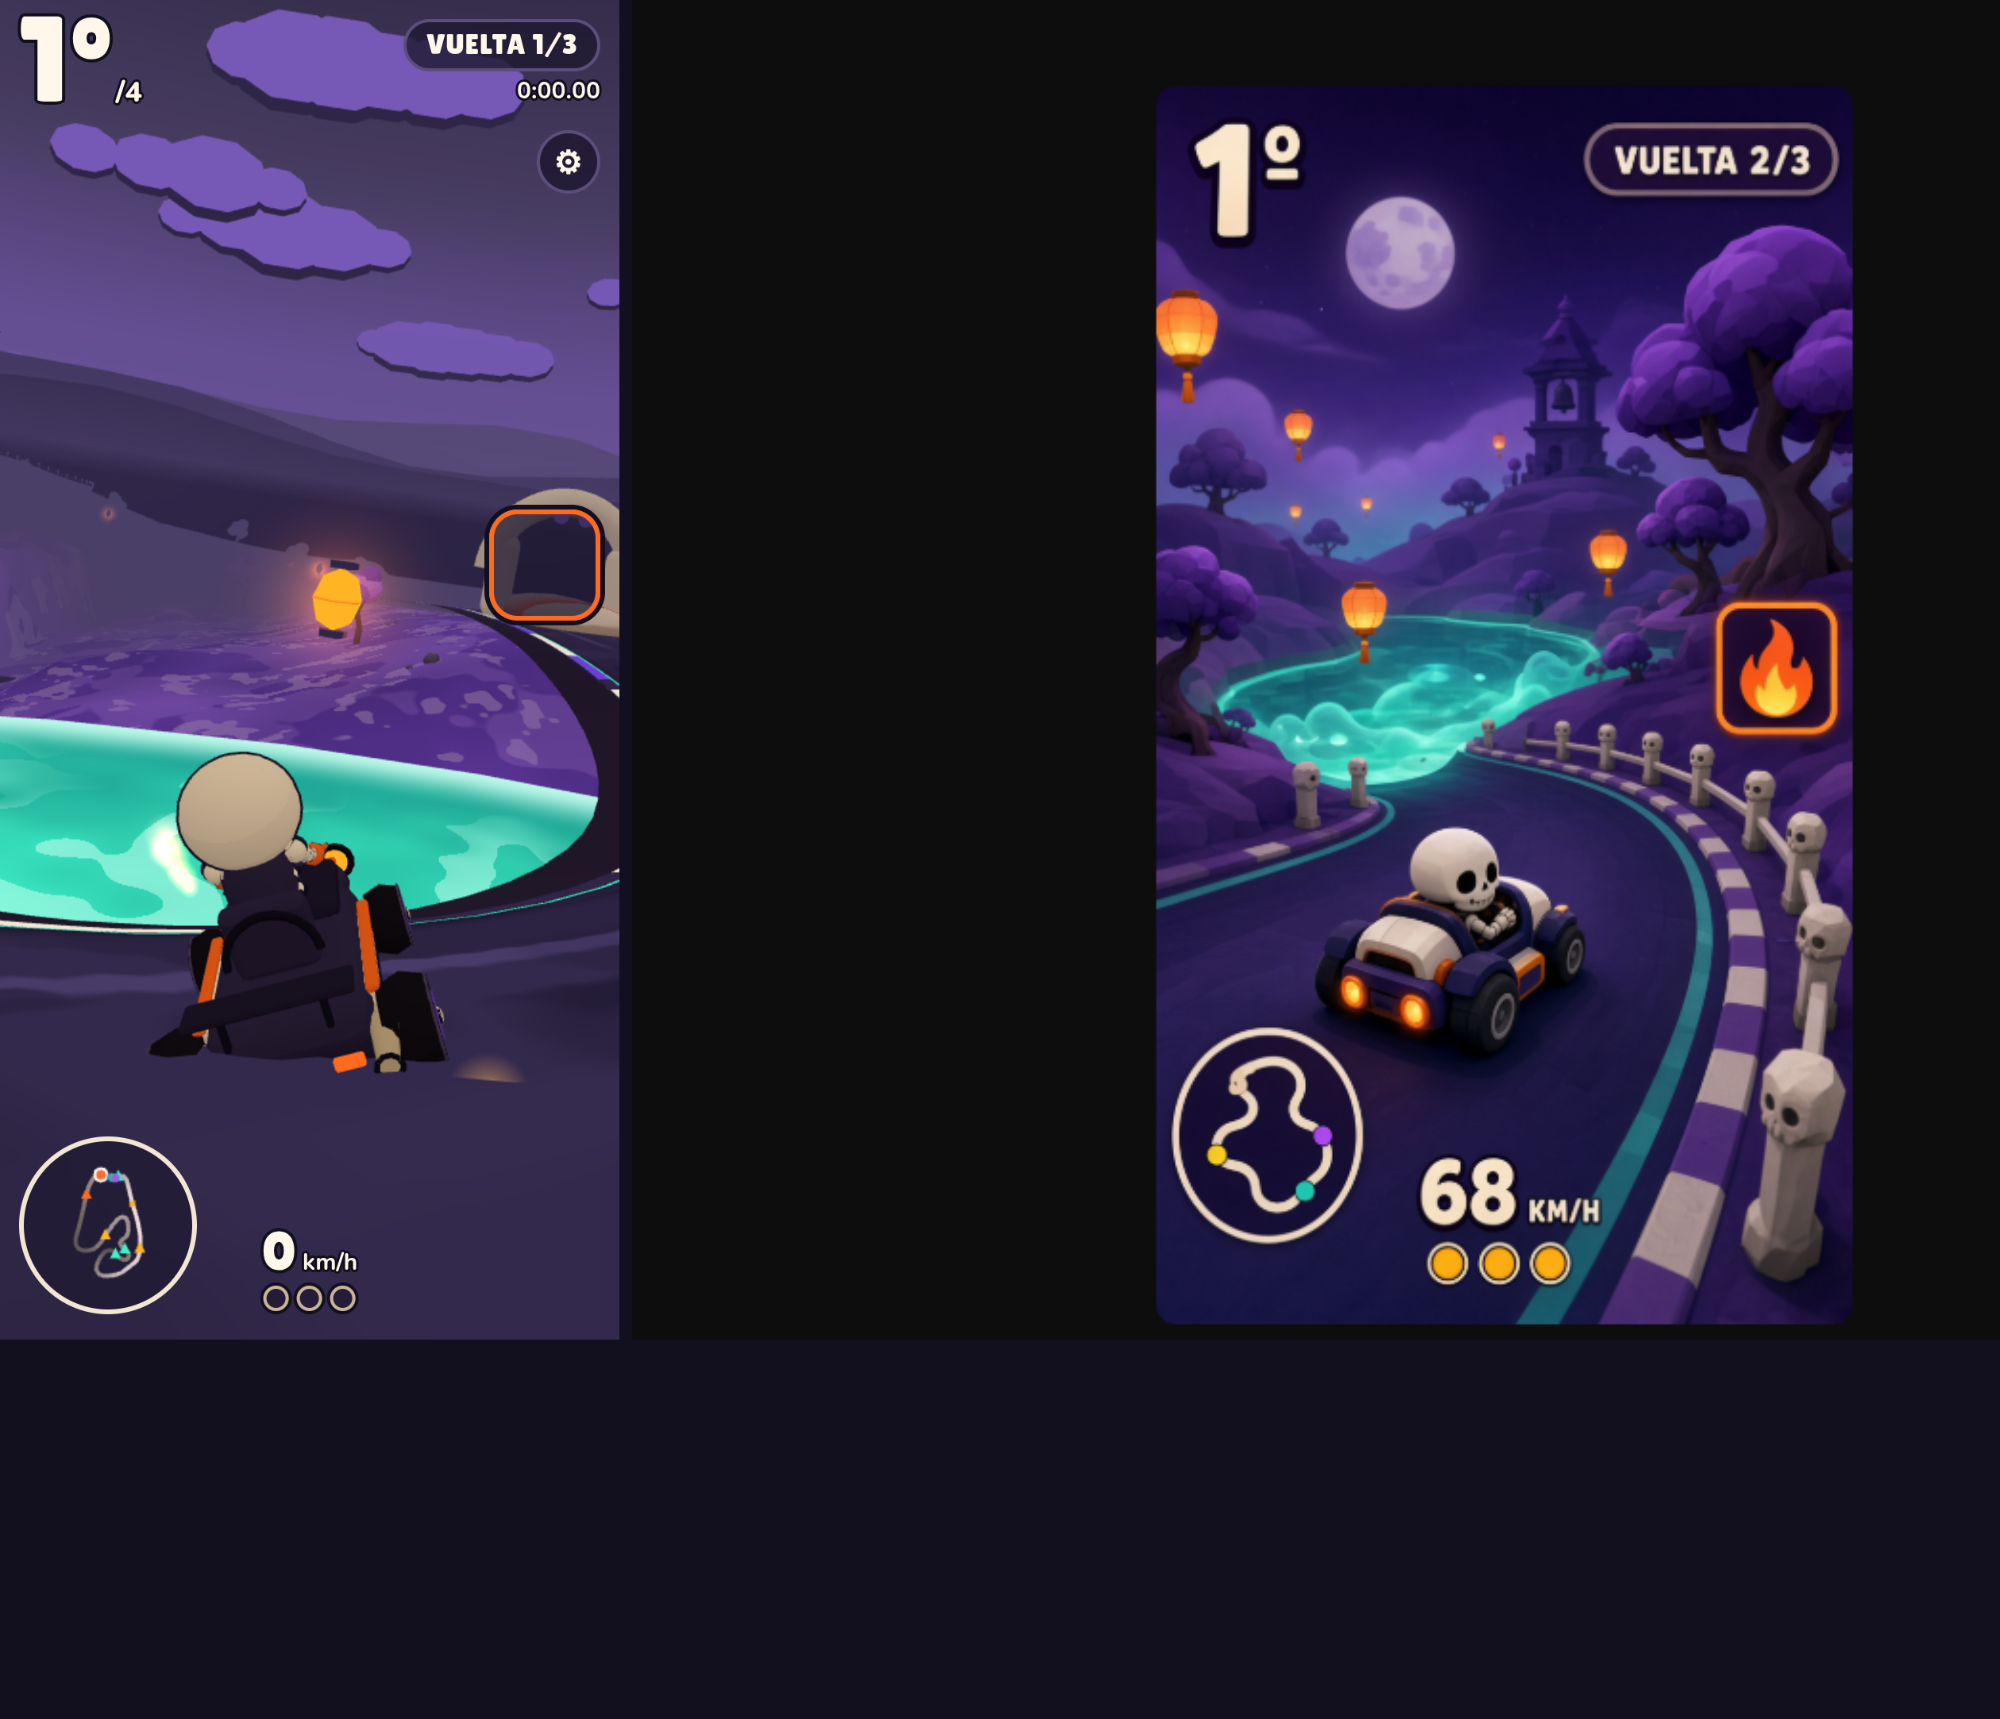 1º
/4
VUELTA 1/3
0:00.00
0 km/h
1º
VUELTA 2/3
68 KM/H